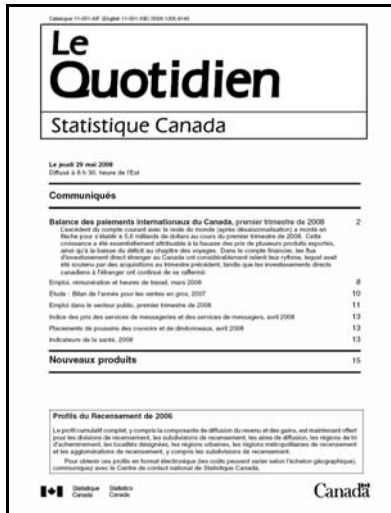 Catalogue 11-001-XIF (English 11-001-XIE) ISSN 1205-9145
Le
Quotidien
Statistique Canada
Le jeudi 29 mai 2008
Diffusé à 8 h 30, heure de l'Est
Communiqués
Balance des paiements internationaux du Canada, premier trimestre de 2008 2
L'excédent du compte courant avec le reste du monde (après désaisonnalisation) a monté en
flèche pour s'établir à 5,6 milliards de dollars au cours du premier trimestre de 2008. Cette
croissance a été essentiellement attribuable à la hausse des prix de plusieurs produits exportés,
ainsi qu'à la baisse du déficit au chapitre des voyages. Dans le compte financier, les flux
d'investissement direct étranger au Canada ont considérablement ralenti leur rythme, lequel avait
été soutenu par des acquisitions au trimestre précédent, tandis que les investissements directs
canadiens à l'étranger ont continué de se raffermir.
Emploi, rémunération et heures de travail, mars 2008 8
Étude : Bilan de l'année pour les ventes en gros, 2007 10
Emploi dans le secteur public, premier trimestre de 2008 11
Indice des prix des services de messageries et des services de messagers, avril 2008 13
Placements de poussins des couvoirs et de dindonneaux, avril 2008 13
Indicateurs de la santé, 2008 13
Nouveaux produits 15
Profils du Recensement de 2006
Le profil cumulatif complet, y compris la composante de diffusion du revenu et des gains, est maintenant offert
pour les divisions de recensement, les subdivisions de recensement, les aires de diffusion, les régions de tri
d'acheminement, les localités désignées, les régions urbaines, les régions métropolitaines de recensement
et les agglomérations de recensement, y compris les subdivisions de recensement.
Pour obtenir ces profils en format électronique (les coûts peuvent varier selon l'échelon géographique),
communiquez avec le Centre de contact national de Statistique Canada.
Statistique Canada
Statistics Canada
Canada